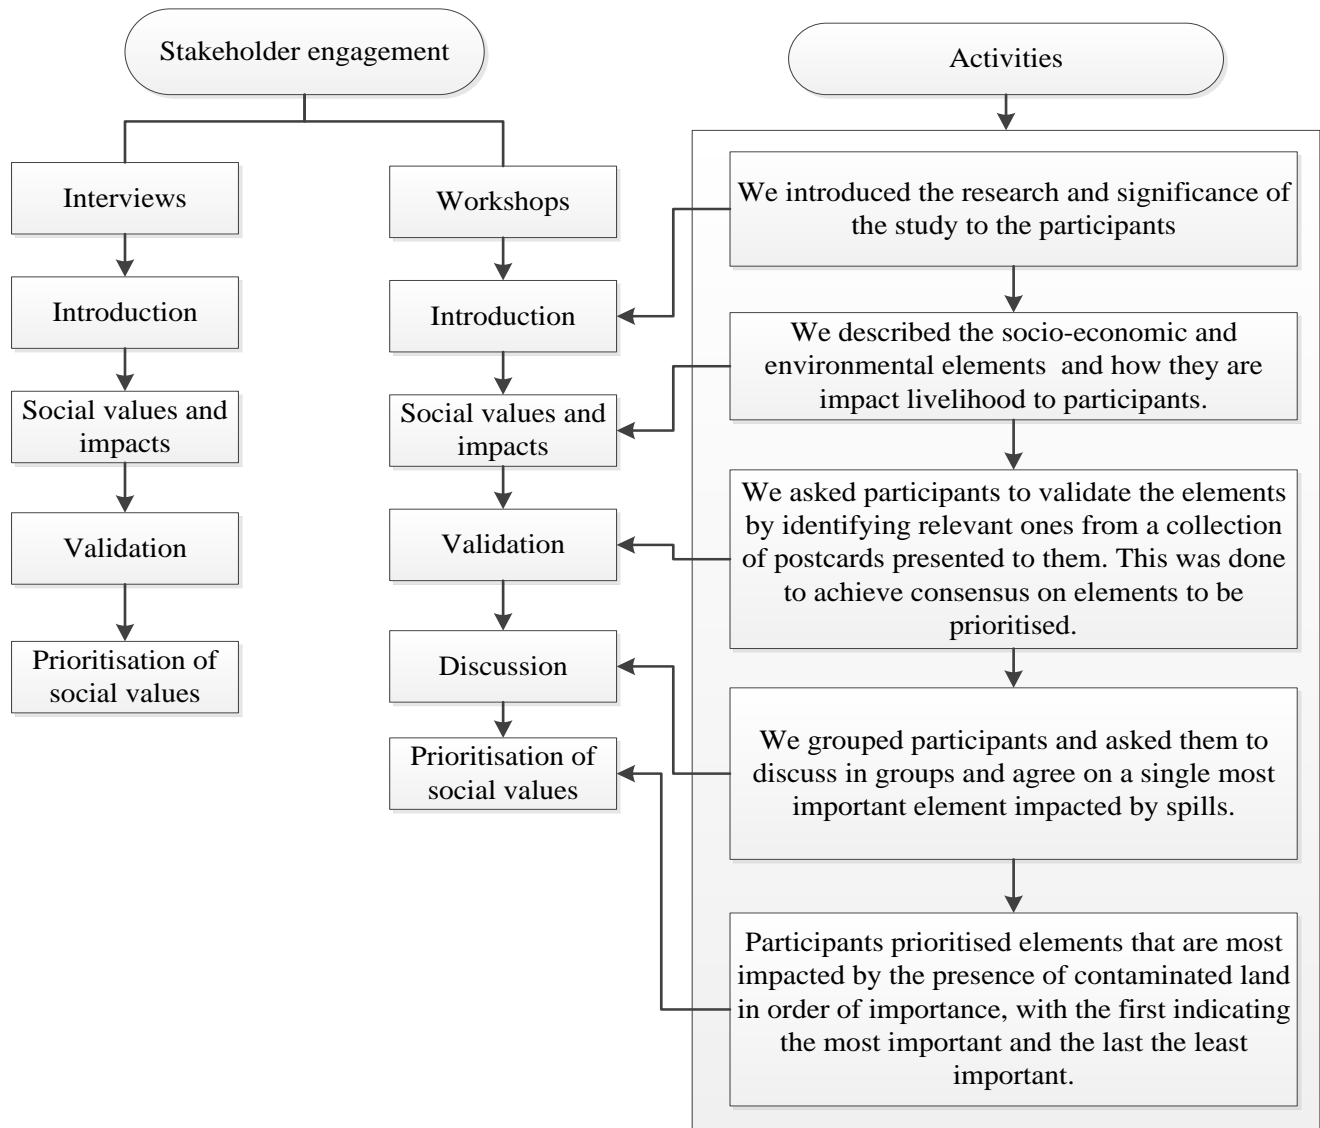 Stakeholder engagement
Interviews
Introduction
Social values and
impacts
Validation
Prioritisation of
social values
Workshops
Introduction
Social values and
impacts
Validation
Discussion
Prioritisation of
social values
Activities
We introduced the research and significance of
the study to the participants
We described the socio-economic and
environmental elements  and how they are
impact livelihood to participants.
We asked participants to validate the elements
by identifying relevant ones from a collection
of postcards presented to them. This was done
to achieve consensus on elements to be
prioritised.
We grouped participants and asked them to
discuss in groups and agree on a single most
important element impacted by spills.
Participants prioritised elements that are most
impacted by the presence of contaminated land
in order of importance, with the first indicating
the most important and the last the least
important.